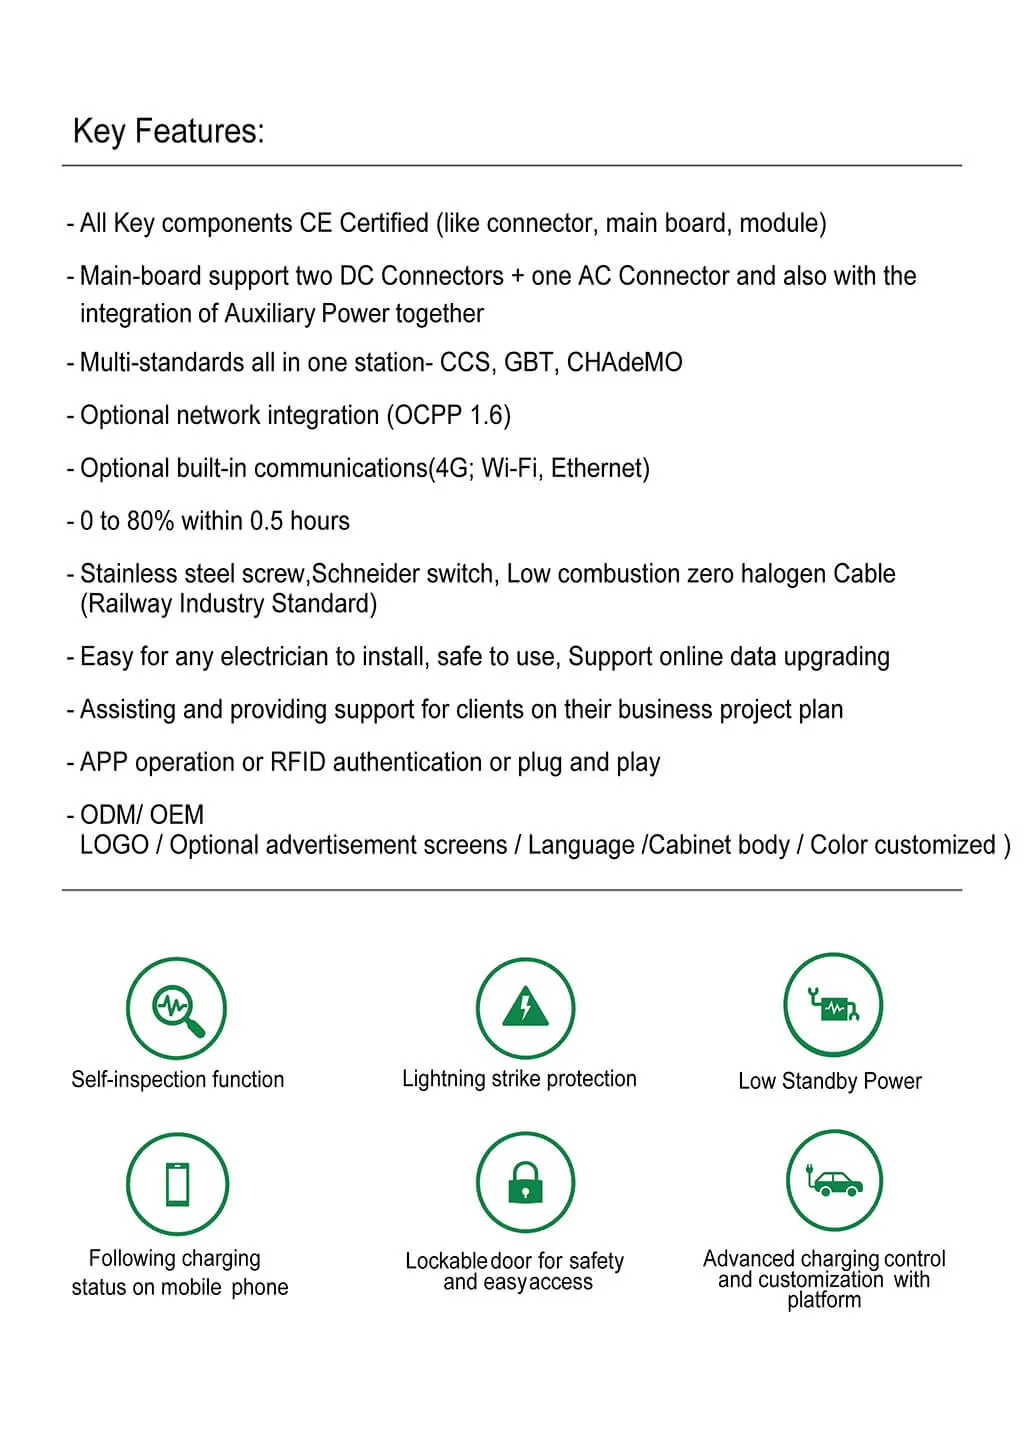 Key Features:
- All Key components CE Certified (like connector, main board, module)
- Main-board support two DC Connectors + one AC Connector and also with the
integration of Auxiliary Power together
- Multi-standards all in one station- CCS, GBT, CHAdeMO
- Optional network integration (OCPP 1.6)
- Optional built-in communications(4G; Wi-Fi, Ethernet)
- 0 to 80% within 0.5 hours
- Stainless steel screw,Schneider switch, Low combustion zero halogen Cable
(Railway Industry Standard)
- Easy for any electrician to install, safe to use, Support online data upgrading
- Assisting and providing support for clients on their business project plan
- APP operation or RFID authentication or plug and play
- ODM/ OEM
LOGO / Optional advertisement screens / Language /Cabinet body / Color customized )
Self-inspection function
Lightning strike protection
Low Standby Power
Following charging
status on mobile phone
Lockable door for safety
and easy access
Advanced charging control
and customization with
platform